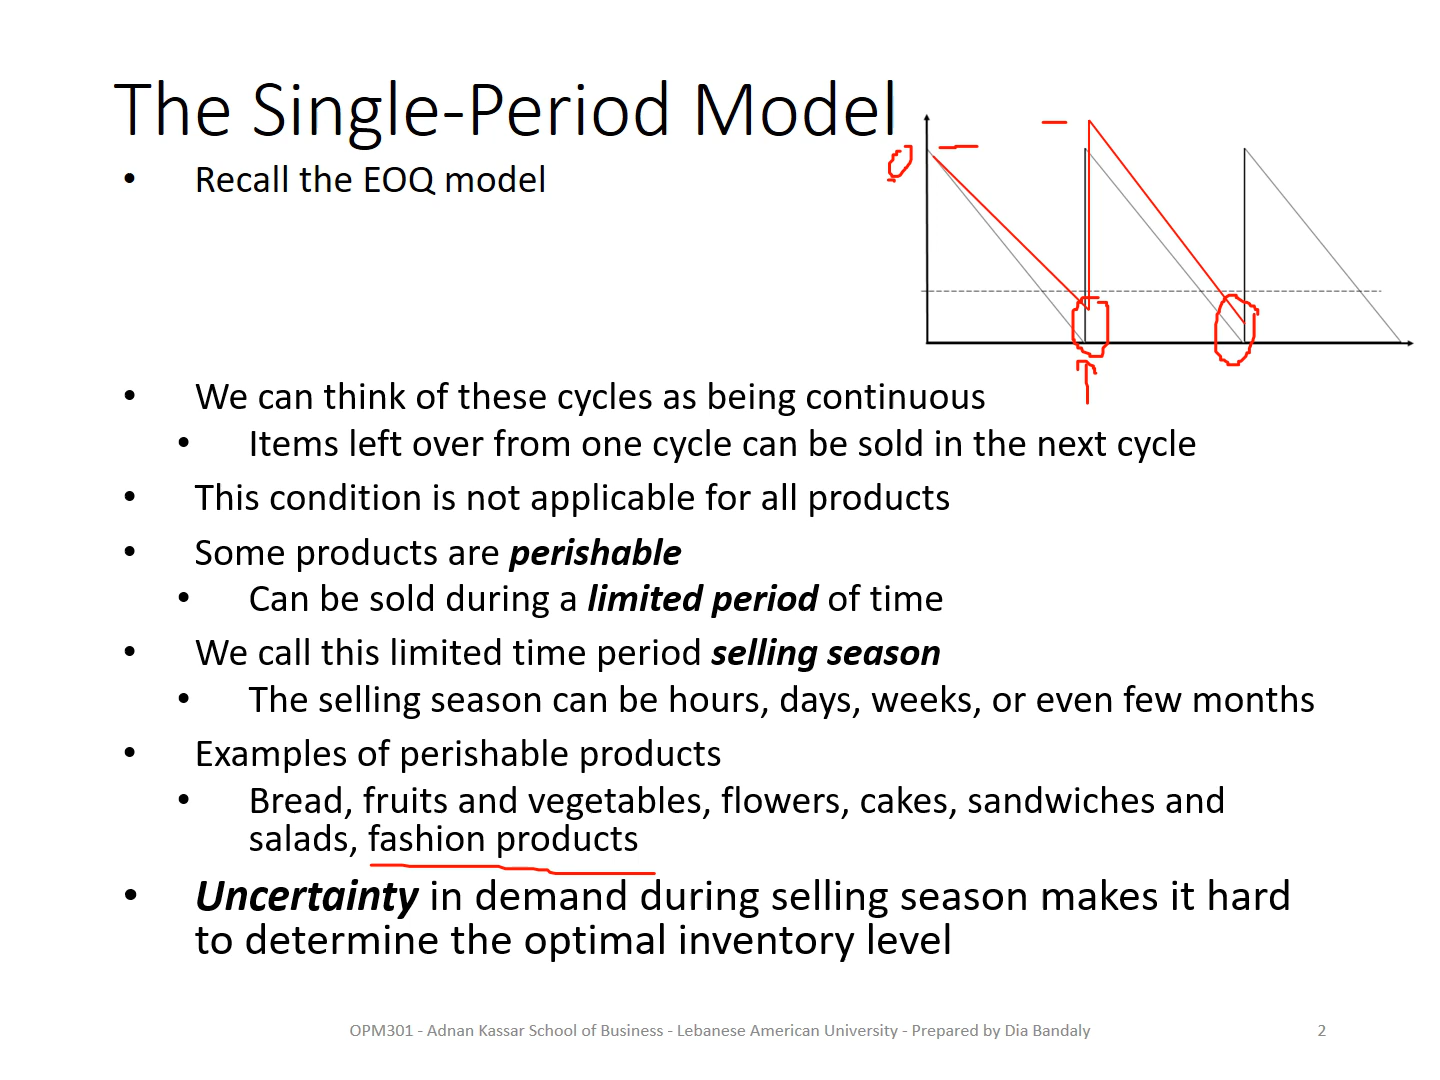 The Single-Period Model
• Recall the EOQ model
Q
• We can think of these cycles as being continuous
• Items left over from one cycle can be sold in the next cycle
• This condition is not applicable for all products
• Some products are perishable
• Can be sold during a limited period of time
• We call this limited time period selling season
• The selling season can be hours, days, weeks, or even few months
• Examples of perishable products
• Bread, fruits and vegetables, flowers, cakes, sandwiches and
salads, fashion products
• Uncertainty in demand during selling season makes it hard
to determine the optimal inventory level
OPM301 - Adnan Kassar School of Business - Lebanese American University - Prepared by Dia Bandaly
2